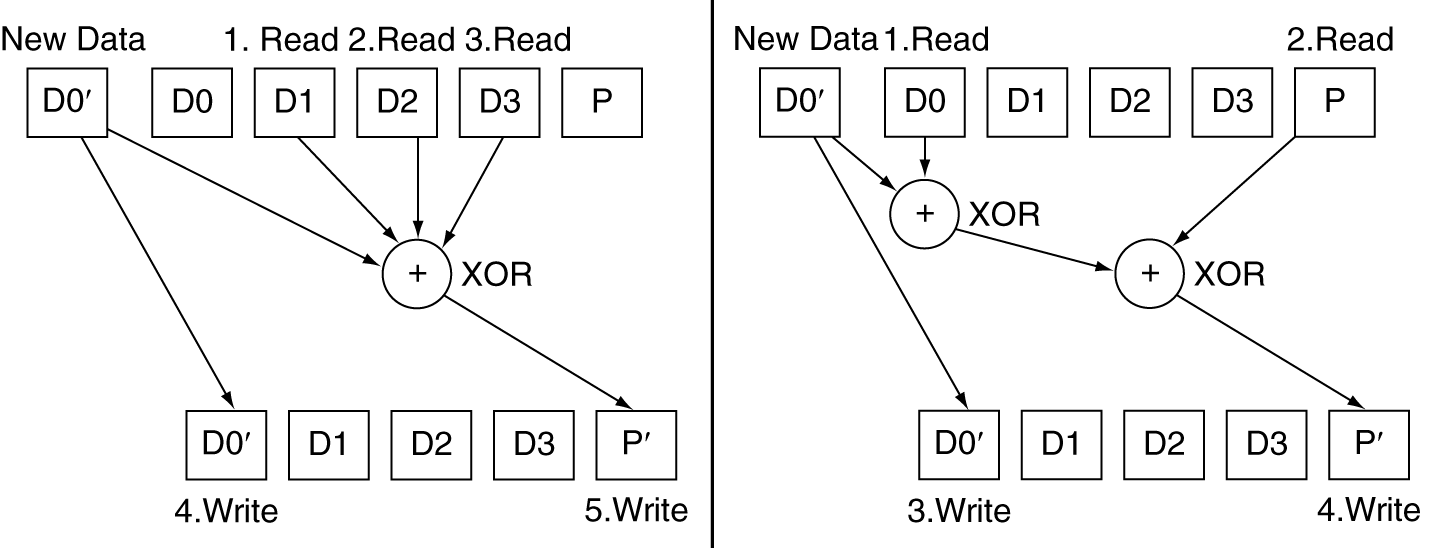 New Data 1. Read 2.Read 3.Read
D0′ D0 D1 D2 D3 P
+ XOR
D0′ D1 D2 D3 P′
4.Write 5.Write
New Data 1.Read 2.Read
D0′ D0 D1 D2 D3 P
+ XOR
+ XOR
D0′ D1 D2 D3 P′
3.Write 4.Write